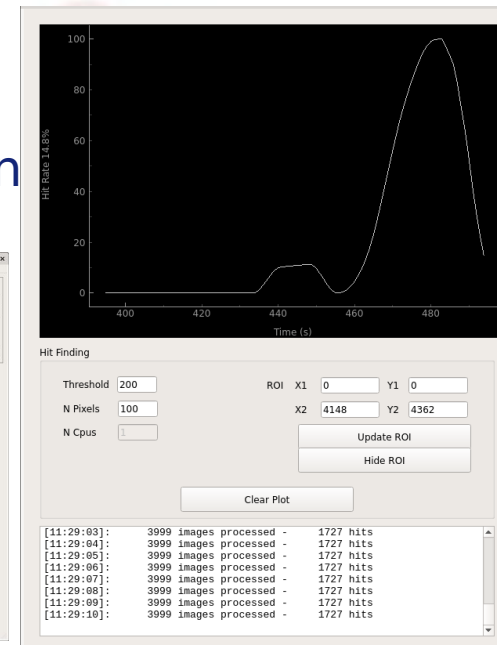 n
100
80
60
40
20
0
Hit Rate 14.8%
400 420 440 460 480
Time (s)
Hit Finding
Threshold 200 ROI X1 0 Y1 0
N Pixels 100 X2 4148 Y2 4362
N Cpus 1 Update ROI
Hide ROI
Clear Plot
[11:29:03]: 3999 images processed - 1727 hits
[11:29:04]: 3999 images processed - 1727 hits
[11:29:05]: 3999 images processed - 1727 hits
[11:29:06]: 3999 images processed - 1727 hits
[11:29:07]: 3999 images processed - 1727 hits
[11:29:08]: 3999 images processed - 1727 hits
[11:29:09]: 3999 images processed - 1727 hits
[11:29:10]: 3999 images processed - 1727 hits